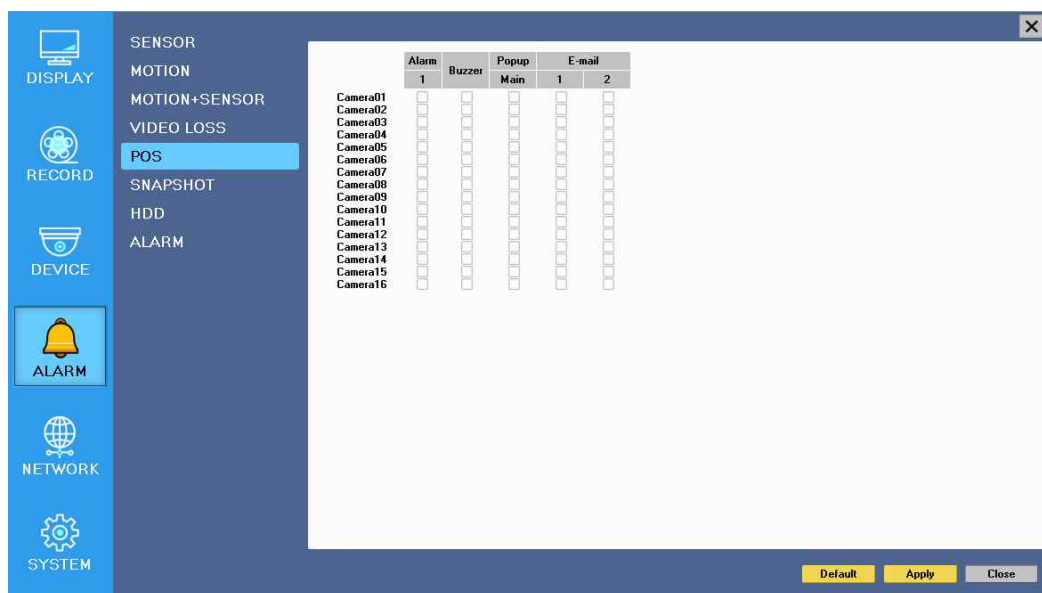 DISPLAY
RECORD
DEVICE
ALARM
NETWORK
SYSTEM
SENSOR
MOTION
MOTION+SENSOR
VIDEO LOSS
POS
SNAPSHOT
HDD
ALARM
Alarm Buzzer Popup E-mail
1 Main 1 2
Camera01
Camera02
Camera03
Camera04
Camera05
Camera06
Camera07
Camera08
Camera09
Camera10
Camera11
Camera12
Camera13
Camera14
Camera15
Camera16
Default Apply Close